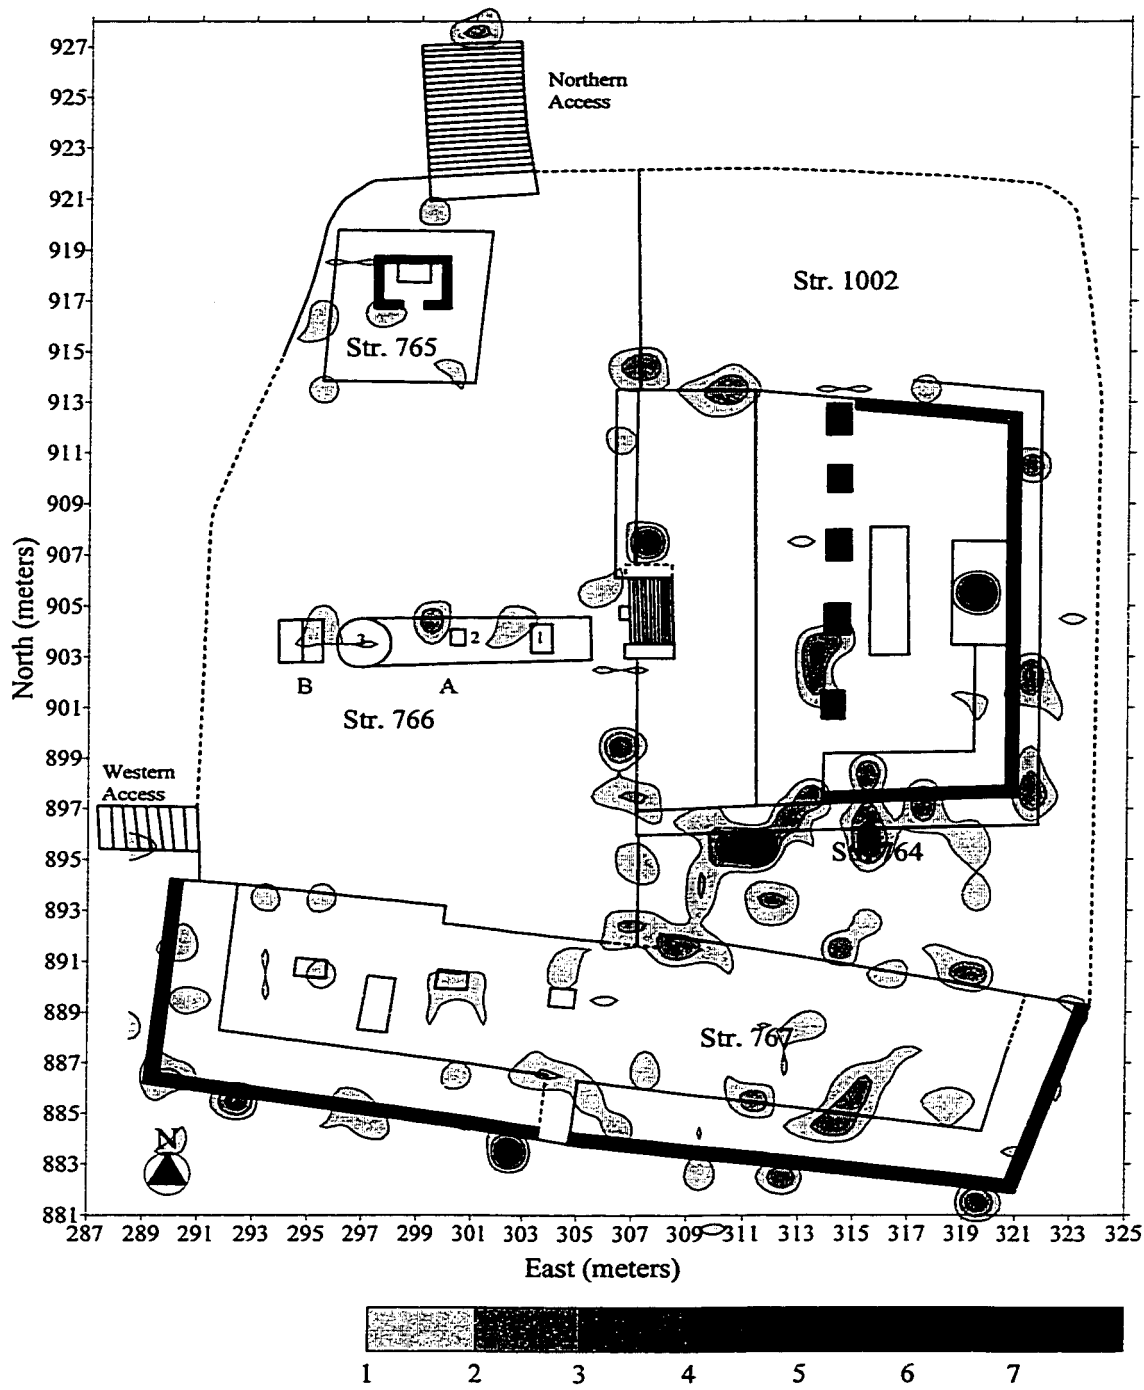 927
925
923
921
919
917
915
913
911
909
907
905
903
901
899
897
895
893
891
889
887
885
883
881
North (meters)
Northern
Access
Str. 1002
Str. 765
3
2
1
B
A
Str. 766
Western
Access
Str. 764
Str. 767
N
287 289 291 293 295 297 299 301 303 305 307 309 311 313 315 317 319 321 323 325
East (meters)
1 2 3 4 5 6 7